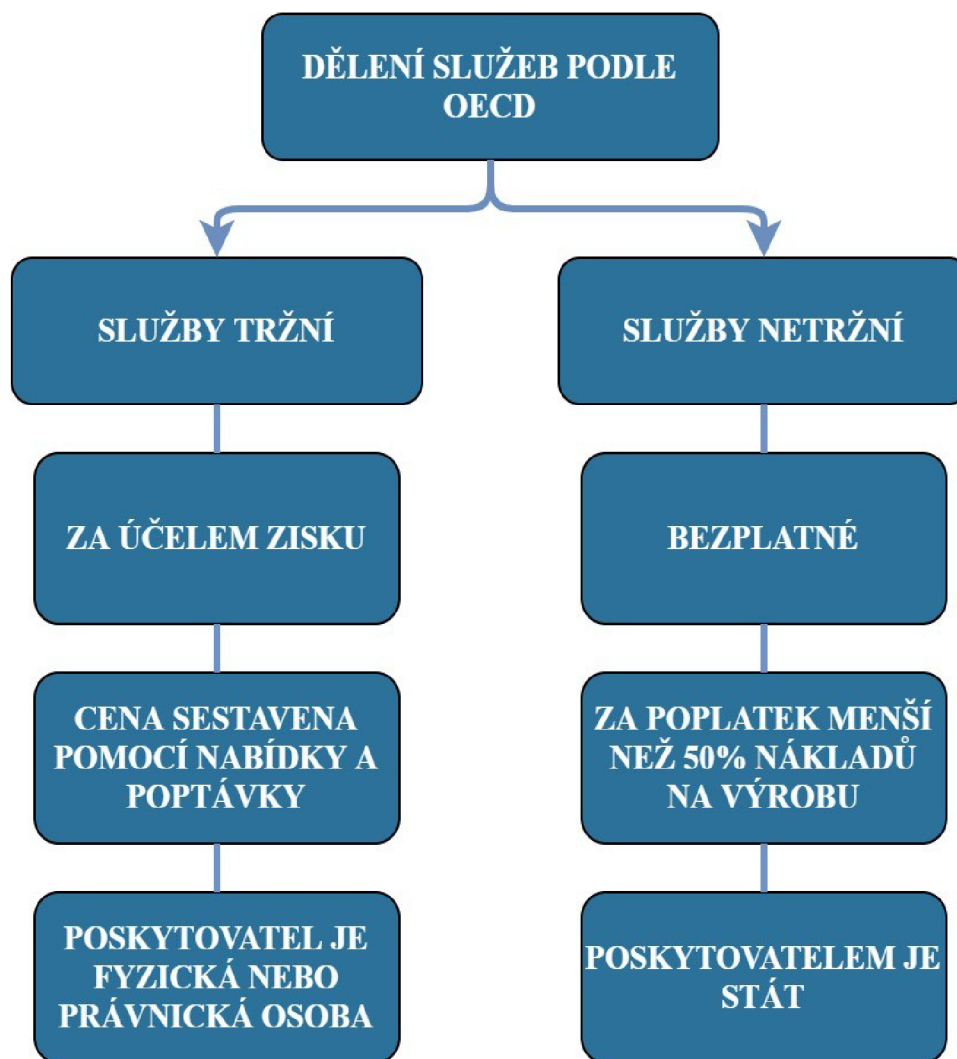 DĚLENÍ SLUŽEB PODLE
OECD
SLUŽBY TRŽNÍ
SLUŽBY NETRŽNÍ
ZA ÚČELEM ZISKU
BEZPLATNÉ
CENA SESTAVENA
POMOCÍ NABÍDKY A
POPTÁVKY
ZA POPLATEK MENŠÍ
NEŽ 50% NÁKLADŮ
NA VÝROBU
POSKYTOVATEL JE
FYZICKÁ NEBO
PRÁVNICKÁ OSOBA
POSKYTOVATELEM JE
STÁT